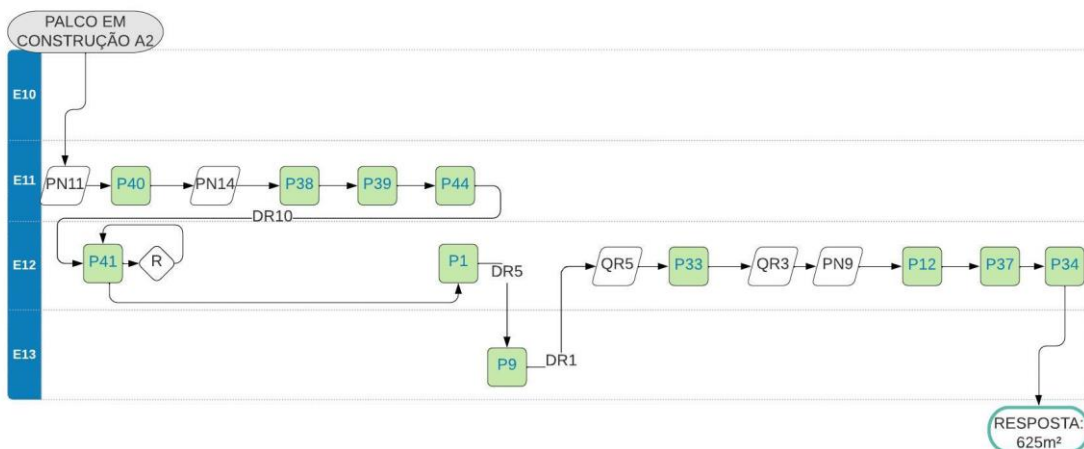 PALCO EM
CONSTRUÇÃO A2
E10
E11
PN11
P40
PN14
P38
P39
P44
DR10
E12
P41
R
P1
DR5
QR5
P33
QR3
PN9
P12
P37
P34
E13
P9
DR1
RESPOSTA:
625m²